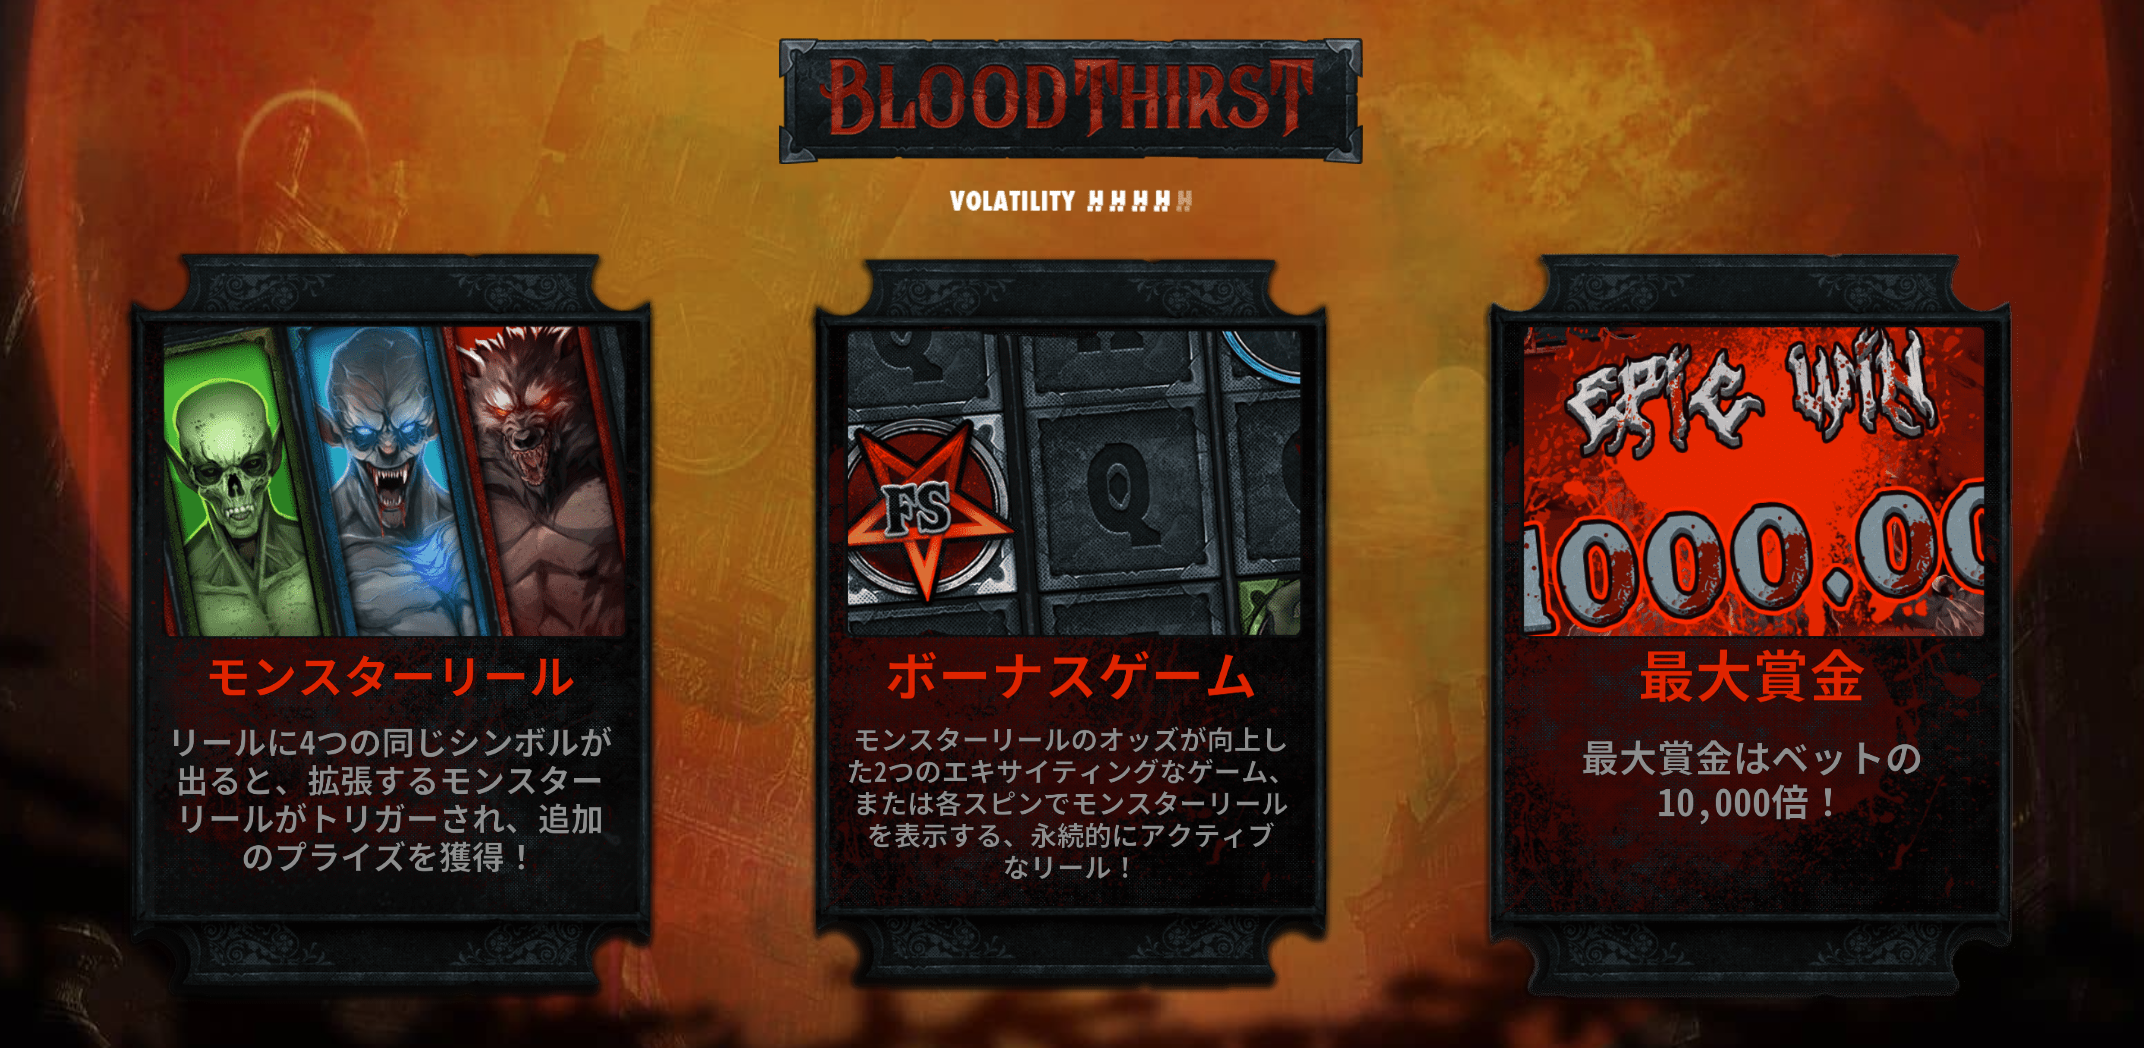 BLOODTHIRST
VOLATILITY
モンスターリール
リールに4つの同じシンボルが
出ると、拡張するモンスター
リールがトリガーされ、追加
のプライズを獲得！
Q
FS
Q
ボーナスゲーム
モンスターリールのオッズが向上し
た2つのエキサイティングなゲーム、
または各スピンでモンスターリール
を表示する、永続的にアクティブ
なリール！
EPIC WIN
1000.00
最大賞金
最大賞金はベットの
10,000倍！